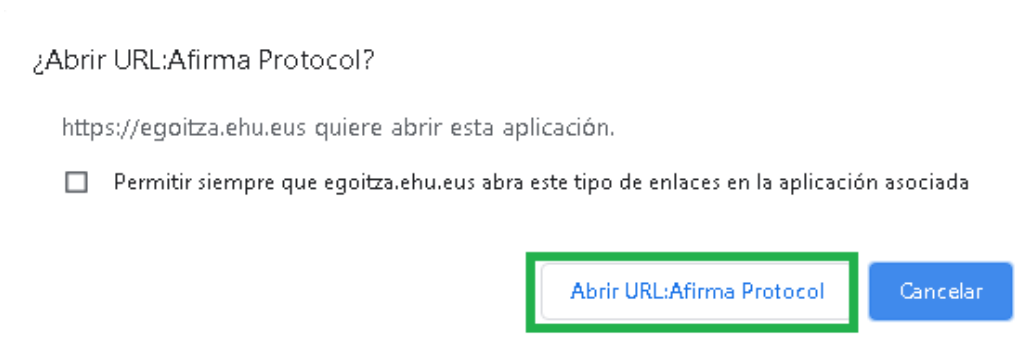 ¿Abrir URL:Afirma Protocol?
https://egoitza.ehu.eus quiere abrir esta aplicación.
Permitir siempre que egoitza.ehu.eus abra este tipo de enlaces en la aplicación asociada
Abrir URL:Afirma Protocol Cancelar